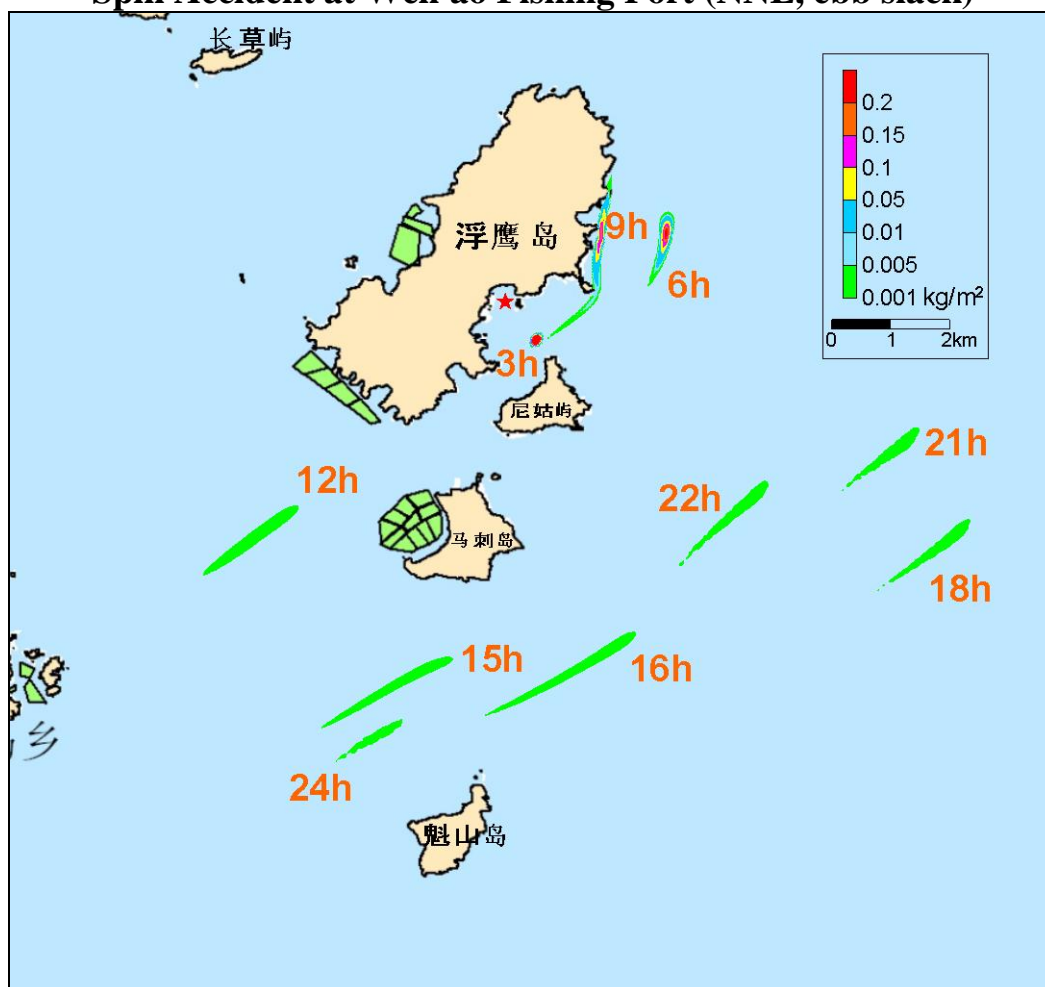 Spill Accident at Wen'ao Fishing Port (NNE, ebb slack)
长草屿
0.2
0.15
0.1
0.05
0.01
0.005
0.001 kg/m²
0 1 2km
浮鹰岛
9h
6h
3h
尼姑屿
21h
12h
22h
马刺岛
18h
15h
16h
乡
24h
魁山岛